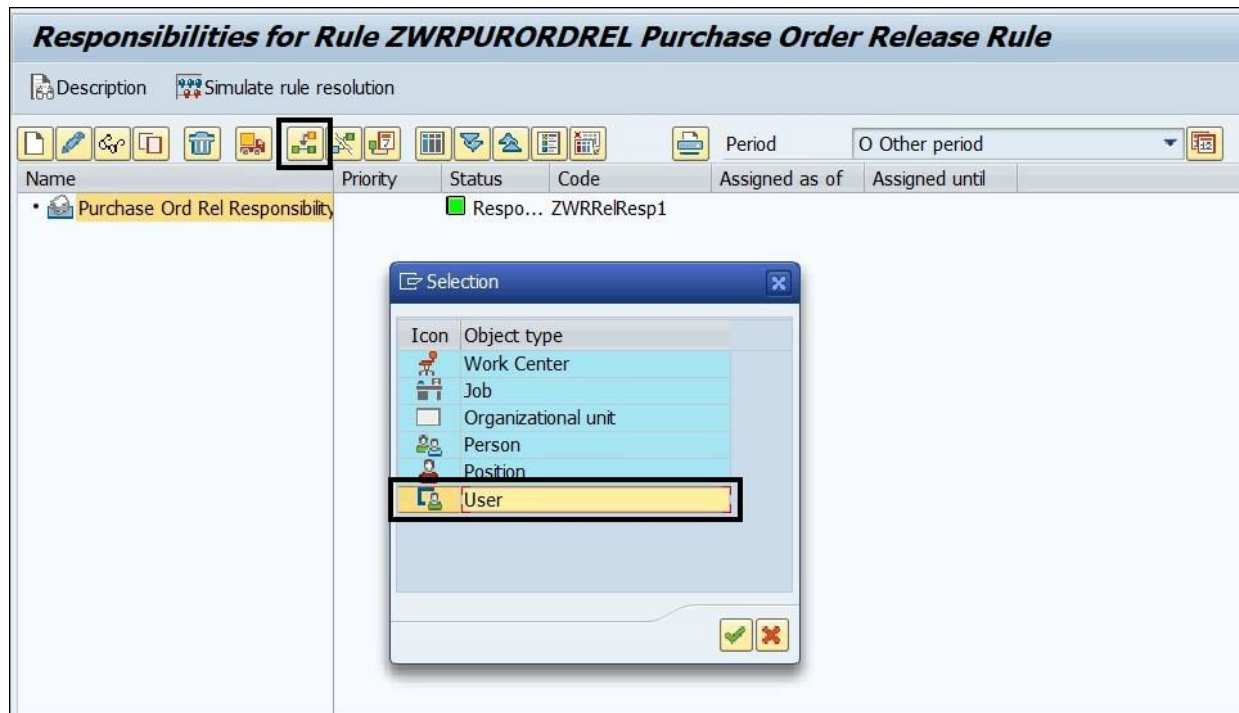 Responsibilities for Rule ZWRPURORDREL Purchase Order Release Rule
Description Simulate rule resolution
Period O Other period
Name Priority Status Code Assigned as of Assigned until
Purchase Ord Rel Responsibility Respo... ZWRRelResp1
Selection
Icon Object type
Work Center
Job
Organizational unit
Person
Position
User